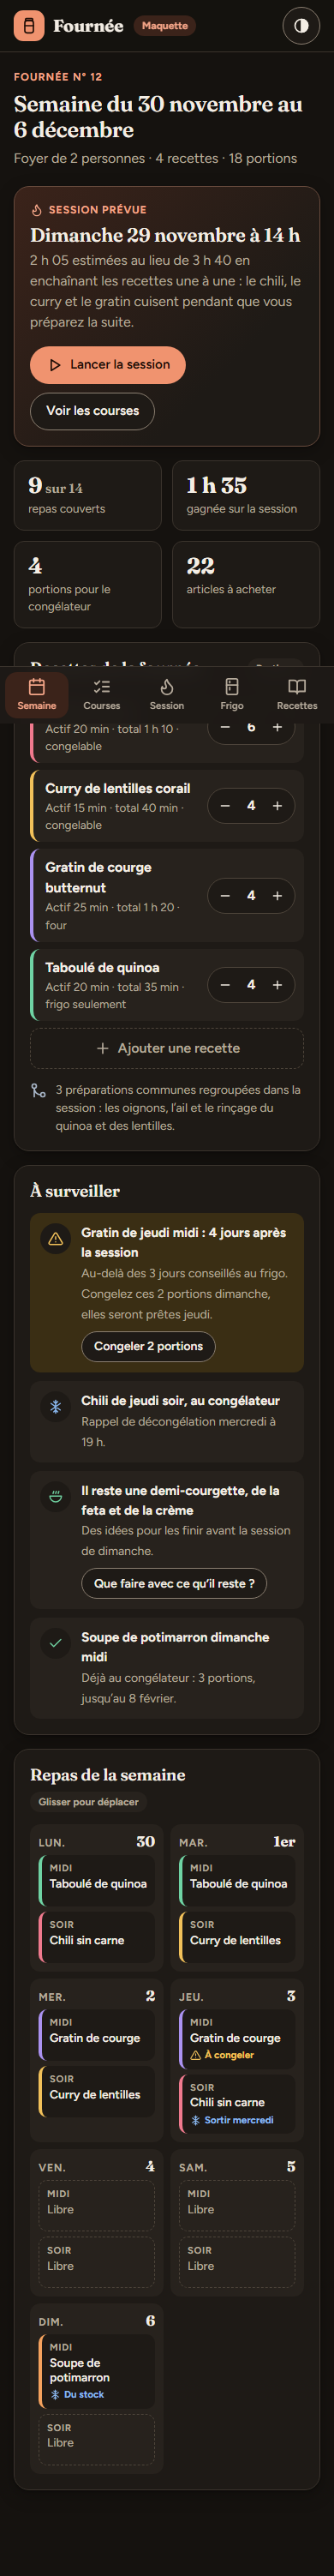 Fournée Maquette
FOURNÉE N° 12
Semaine du 30 novembre au
6 décembre
Foyer de 2 personnes · 4 recettes · 18 portions
SESSION PRÉVUE
Dimanche 29 novembre à 14 h
2 h 05 estimées au lieu de 3 h 40 en
enchaînant les recettes une à une : le chili, le
curry et le gratin cuisent pendant que vous
préparez la suite.
Lancer la session
Voir les courses
9 sur 14
repas couverts
1 h 35
gagnée sur la session
4
portions pour le
congélateur
22
articles à acheter
Semaine
Courses
Session
Frigo
Recettes
Actif 20 min · total 1 h 10 ·
congelable
6
Curry de lentilles corail
Actif 15 min · total 40 min ·
congelable
− 4 +
Gratin de courge
butternut
Actif 25 min · total 1 h 20 ·
four
− 4 +
Taboulé de quinoa
Actif 20 min · total 35 min ·
frigo seulement
− 4 +
Ajouter une recette
3 préparations communes regroupées dans la
session : les oignons, l’ail et le rinçage du
quinoa et des lentilles.
À surveiller
Gratin de jeudi midi : 4 jours après
la session
Au-delà des 3 jours conseillés au frigo.
Congelez ces 2 portions dimanche,
elles seront prêtes jeudi.
Congeler 2 portions
Chili de jeudi soir, au congélateur
Rappel de décongélation mercredi à
19 h.
Il reste une demi-courgette, de la
feta et de la crème
Des idées pour les finir avant la session
de dimanche.
Que faire avec ce qu’il reste ?
Soupe de potimarron dimanche
midi
Déjà au congélateur : 3 portions,
jusqu’au 8 février.
Repas de la semaine
Glisser pour déplacer
LUN. 30
MIDI
Taboulé de quinoa
SOIR
Chili sin carne
MAR. 1er
MIDI
Taboulé de quinoa
SOIR
Curry de lentilles
MER. 2
MIDI
Gratin de courge
SOIR
Curry de lentilles
JEU. 3
MIDI
Gratin de courge
À congeler
SOIR
Chili sin carne
Sortir mercredi
VEN. 4
MIDI
Libre
SOIR
Libre
SAM. 5
MIDI
Libre
SOIR
Libre
DIM. 6
MIDI
Soupe de
potimarron
Du stock
SOIR
Libre